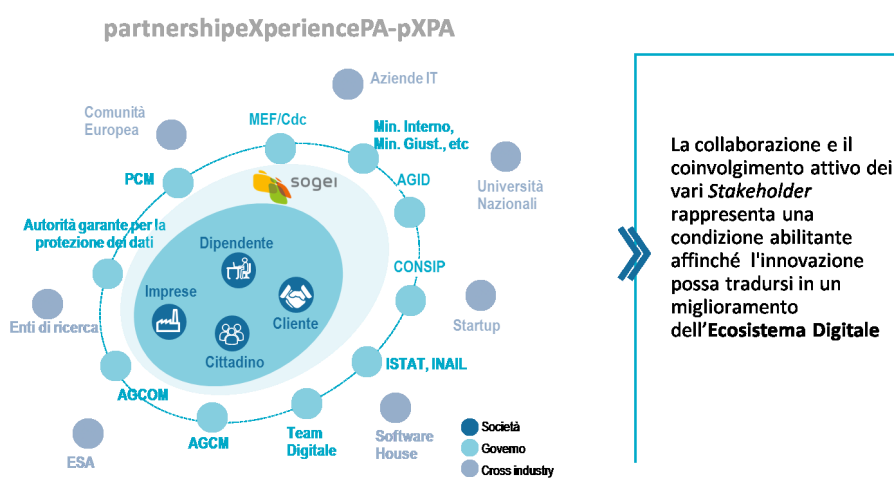 partnershipeXperiencePA-pXPA
Aziende IT
Comunità
Europea
MEF/Cdc
Min. Interno,
Min. Giust., etc
PCM
sogei
AGID
Università
Nazionali
Autorità garante per la
protezione dei dati
Dipendente
CONSIP
Imprese
Cliente
Enti di ricerca
Startup
Cittadino
ISTAT, INAIL
AGCOM
AGCM
Team
Digitale
Software
House
ESA
Società
Governo
Cross industry
La collaborazione e il
coinvolgimento attivo dei
vari Stakeholder
rappresenta una
condizione abilitante
affinché l'innovazione
possa tradursi in un
miglioramento
dell'Ecosistema Digitale